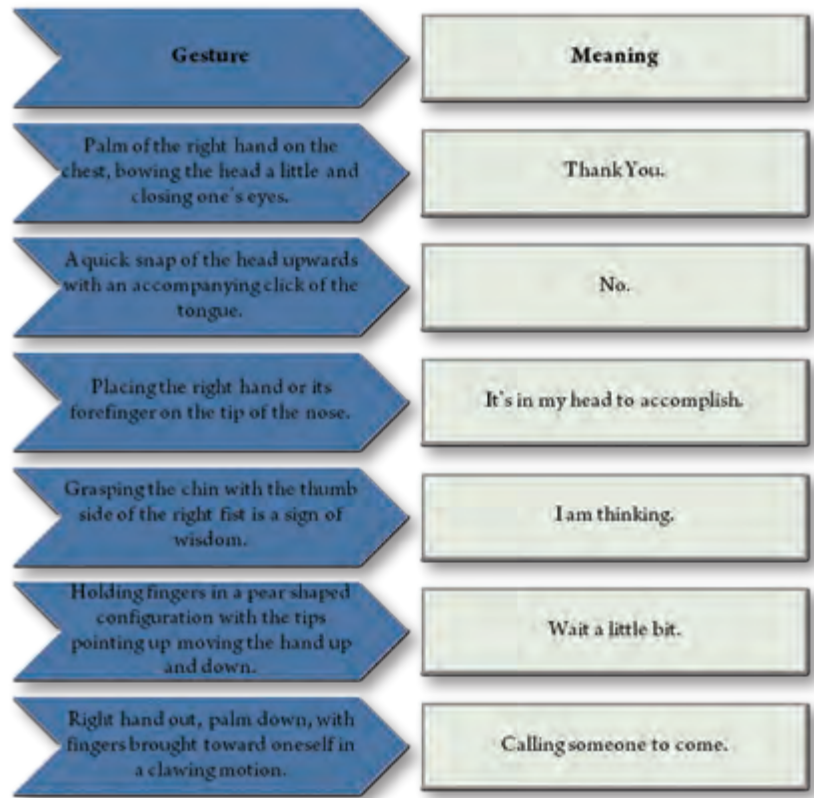 Gesture
Meaning
Palm of the right hand on the
chest, bowing the head a little and
closing one's eyes.
Thank You.
A quick snap of the head upwards
with an accompanying click of the
tongue.
No.
Placing the right hand or its
forefinger on the tip of the nose.
It's in my head to accomplish.
Grasping the chin with the thumb
side of the right fist is a sign of
wisdom.
I am thinking.
Holding fingers in a pear shaped
configuration with the tips
pointing up moving the hand up
and down.
Wait a little bit.
Right hand out, palm down, with
fingers brought toward oneself in
a clawing motion.
Calling someone to come.